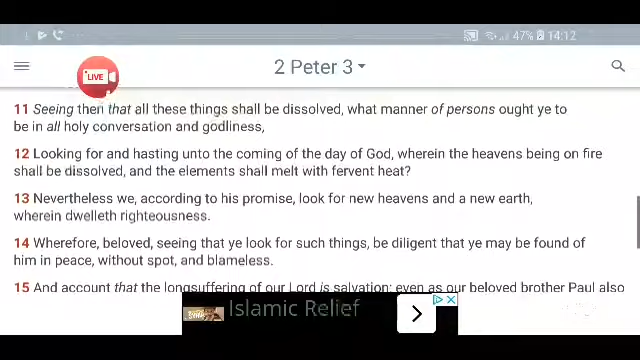 47% 14:12
LIVE
2 Peter 3
11 Seeing then that all these things shall be dissolved, what manner of persons ought ye to
be in all holy conversation and godliness,
12 Looking for and hasting unto the coming of the day of God, wherein the heavens being on fire
shall be dissolved, and the elements shall melt with fervent heat?
13 Nevertheless we, according to his promise, look for new heavens and a new earth,
wherein dwelleth righteousness.
14 Wherefore, beloved, seeing that ye look for such things, be diligent that ye may be found of
him in peace, without spot, and blameless.
15 And account that the longsuffering of our Lord is salvation; even as our beloved brother Paul also
Islamic Relief